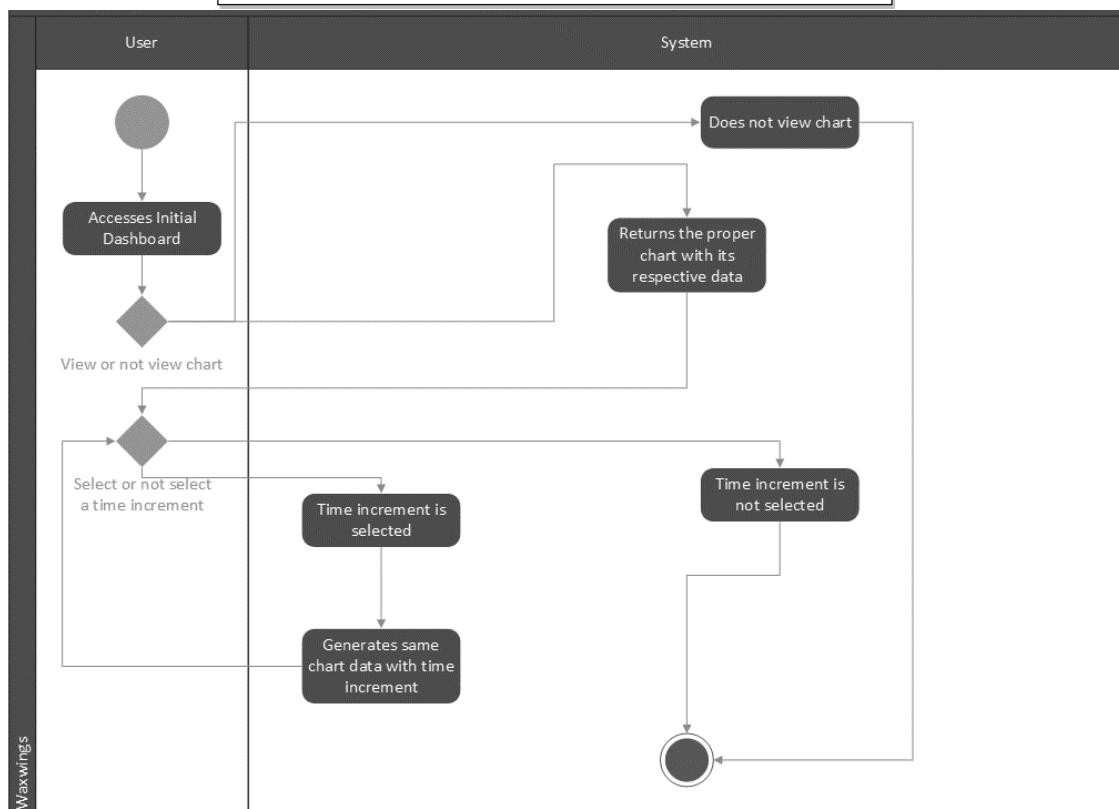 User
System
Does not view chart
Accesses Initial
Dashboard
Returns the proper
chart with its
respective data
View or not view chart
Select or not select
a time increment
Time increment is
selected
Time increment is
not selected
Generates same
chart data with time
increment
Waxwings